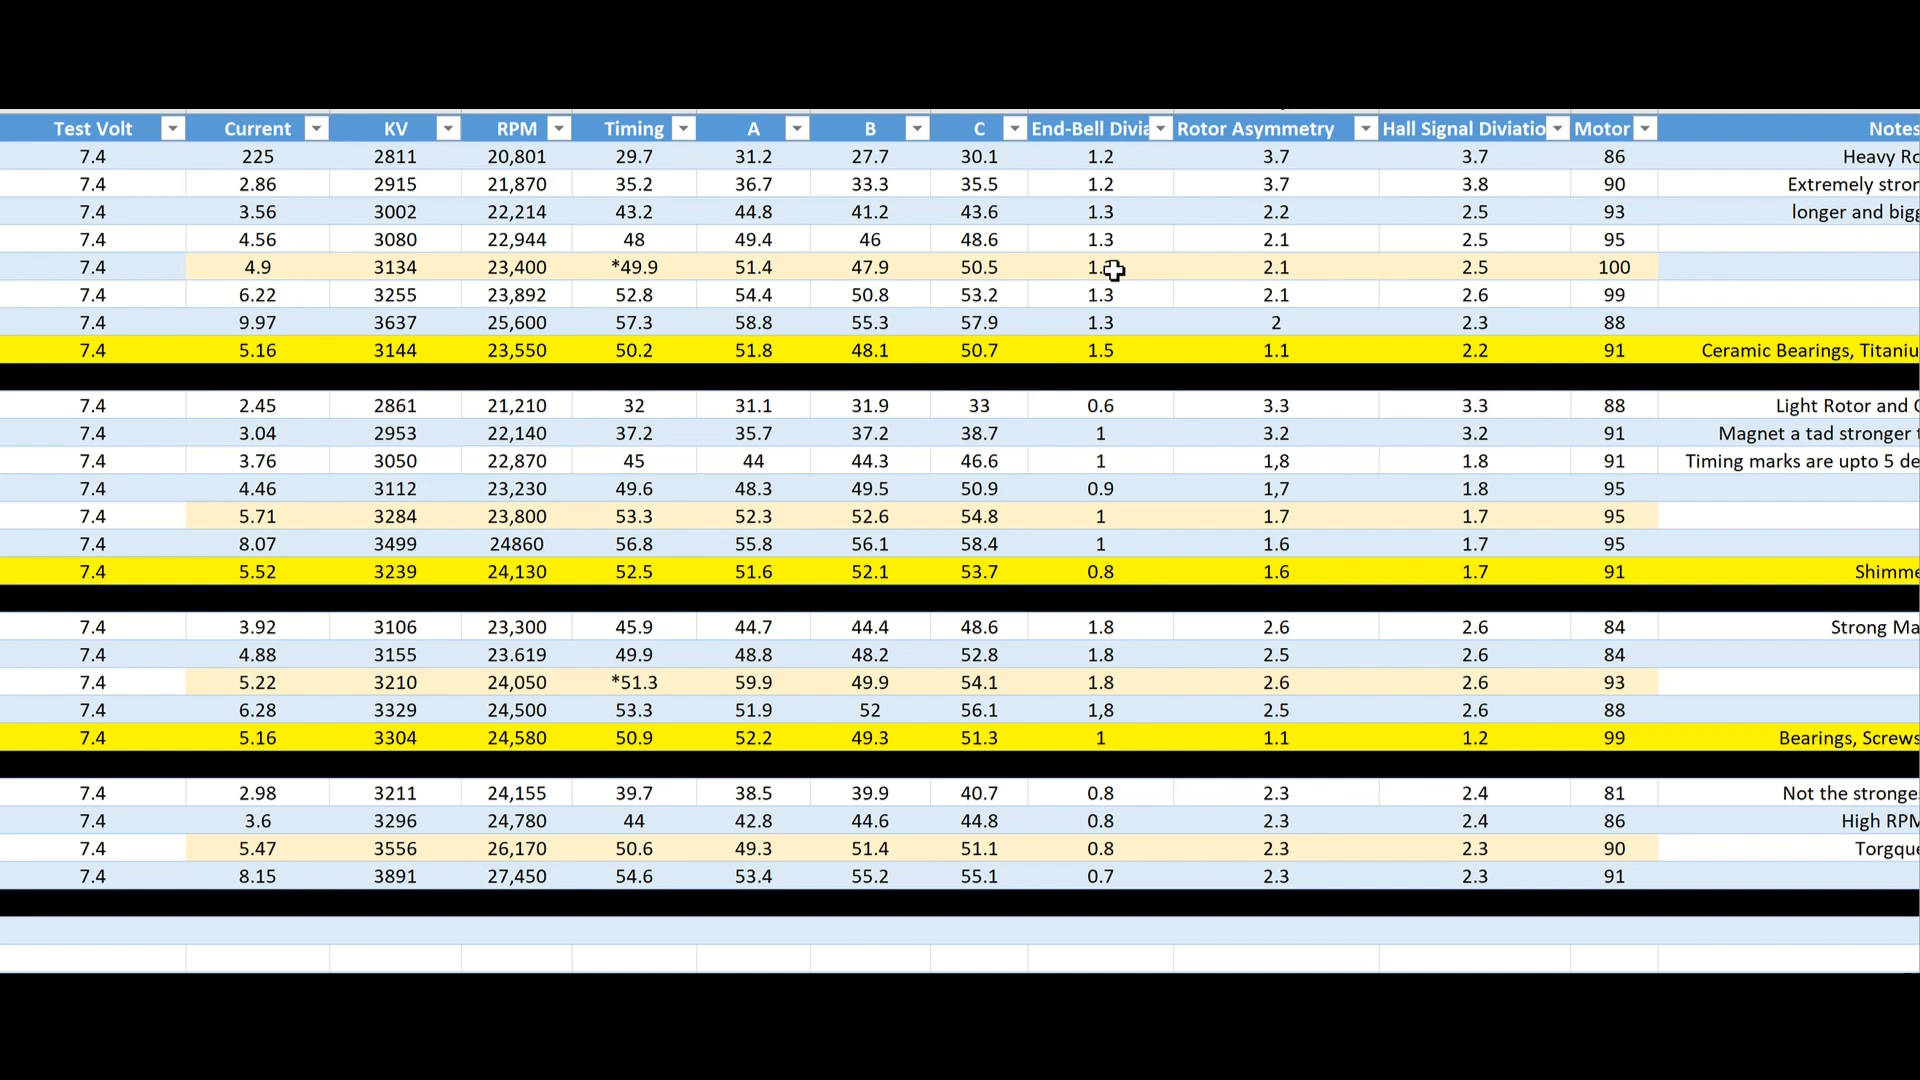 Test Volt Current KV RPM Timing A B C End-Bell Divia Rotor Asymmetry Hall Signal Diviatio Motor Notes
7.4 225 2811 20,801 29.7 31.2 27.7 30.1 1.2 3.7 3.7 86 Heavy
7.4 2.86 2915 21,870 35.2 36.7 33.3 35.5 1.2 3.7 3.8 90 Extremely
7.4 3.56 3002 22,214 43.2 44.8 41.2 43.6 1.3 2.2 2.5 93 longer and
7.4 4.56 3080 22,944 48 49.4 46 48.6 1.3 2.1 2.5 95
7.4 4.9 3134 23,400 *49.9 51.4 47.9 50.5 2.1 2.5 100
7.4 6.22 3255 23,892 52.8 54.4 50.8 53.2 1.3 2.1 2.6 99
7.4 9.97 3637 25,600 57.3 58.8 55.3 57.9 1.3 2 2.3 88
7.4 5.16 3144 23,550 50.2 51.8 48.1 50.7 1.5 1.1 2.2 91 Ceramic Bearings, Titaniu
7.4 2.45 2861 21,210 32 31.1 31.9 33 0.6 3.3 3.3 88 Light Rotor and
7.4 3.04 2953 22,140 37.2 35.7 37.2 38.7 1 3.2 3.2 91 Magnet a tad stronger
7.4 3.76 3050 22,870 45 44 44.3 46.6 1 1,8 1.8 91 Timing marks are upto 5 de
7.4 4.46 3112 23,230 49.6 48.3 49.5 50.9 0.9 1,7 1.8 95
7.4 5.71 3284 23,800 53.3 52.3 52.6 54.8 1 1.7 1.7 95
7.4 8.07 3499 24860 56.8 55.8 56.1 58.4 1 1.6 1.7 95
7.4 5.52 3239 24,130 52.5 51.6 52.1 53.7 0.8 1.6 1.7 91 Shimme
7.4 3.92 3106 23,300 45.9 44.7 44.4 48.6 1.8 2.6 2.6 84 Strong Ma
7.4 4.88 3155 23.619 49.9 48.8 48.2 52.8 1.8 2.5 2.6 84
7.4 5.22 3210 24,050 *51.3 59.9 49.9 54.1 1.8 2.6 2.6 93
7.4 6.28 3329 24,500 53.3 51.9 52 56.1 1,8 2.5 2.6 88
7.4 5.16 3304 24,580 50.9 52.2 49.3 51.3 1 1.1 1.2 99 Bearings, Screws
7.4 2.98 3211 24,155 39.7 38.5 39.9 40.7 0.8 2.3 2.4 81 Not the stronge
7.4 3.6 3296 24,780 44 42.8 44.6 44.8 0.8 2.3 2.4 86 High RPM
7.4 5.47 3556 26,170 50.6 49.3 51.4 51.1 0.8 2.3 2.3 90 Torgque
7.4 8.15 3891 27,450 54.6 53.4 55.2 55.1 0.7 2.3 2.3 91